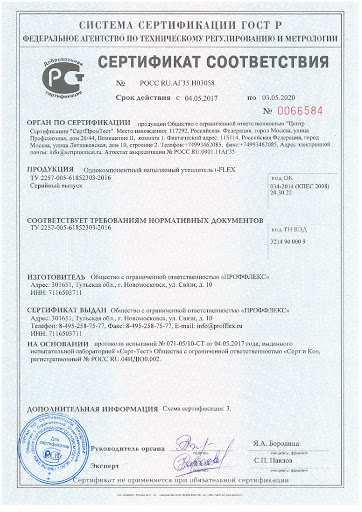 СИСТЕМА СЕРТИФИКАЦИИ ГОСТ Р
ФЕДЕРАЛЬНОЕ АГЕНТСТВО ПО ТЕХНИЧЕСКОМУ РЕГУЛИРОВАНИЮ И МЕТРОЛОГИИ
Добровольная
сертификация
СЕРТИФИКАТ СООТВЕТСТВИЯ
№ РОСС RU.АГ35.Н03058
Срок действия с 04.05.2017 по 03.05.2020
№ 0066584
ОРГАН ПО СЕРТИФИКАЦИИ продукции Общество с ограниченной ответственностью "Центр
Сертификации "СертПромТест". Место нахождения 117292, Российская Федерация, город Москва, улица
Профсоюзная, дом 26/44, Помещение II, комната 1. Фактический адрес: 115114, Российская Федерация, город
Москва, улица Летниковская, дом 10, строение 2. Телефон +74993462085, факс +74993462085, Адрес электронной
почты: Аттестат аккредитации № РОСС RU.0001.11АГ35
ПРОДУКЦИЯ Однокомпонентный напыляемый утеплитель t-FLEX
ТУ 2257-005-61852303-2016
Серийный выпуск
код ОК
034-2014 (КПЕС 2008)
20.30.22
СООТВЕТСТВУЕТ ТРЕБОВАНИЯМ НОРМАТИВНЫХ ДОКУМЕНТОВ
ТУ 2257-005-61852303-2016
код ТН ВЭД
3214 90 000 9
ИЗГОТОВИТЕЛЬ Общество с ограниченной ответственностью «ПРОФФЛЕКС»
Адрес: 301651, Тульская обл., г. Новомосковск, ул. Связи, д. 10
ИНН: 7116503711
СЕРТИФИКАТ ВЫДАН Общество с ограниченной ответственностью «ПРОФФЛЕКС»
Адрес: 301651, Тульская обл., г. Новомосковск, ул. Связи, д. 10
Телефон: 8-495-258-75-77, Факс: 8-495-258-75-77, E-mail: info@profflex.ru
ИНН: 7116503711
НА ОСНОВАНИИ протокола испытаний № 071-05/10-СТ от 04.05.2017 года, выданного
испытательной лабораторией «Серт-Тест» Общества с ограниченной ответственностью «Серт и Ко»,
регистрационный № РОСС RU.04ИДЮ0.002.
ДОПОЛНИТЕЛЬНАЯ ИНФОРМАЦИЯ Схема сертификации: 3.
Для
сертификатов
Руководитель органа
Я.А. Бородина
Эксперт
С.П. Павлов
Сертификат не применяется при обязательной сертификации